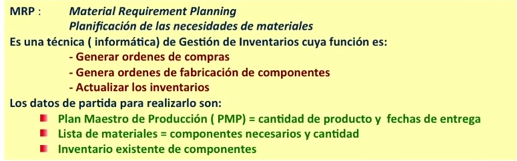 MRP : Material Requirement Planning
Planificación de las necesidades de materiales
Es una técnica ( informática) de Gestión de Inventarios cuya función es:
- Generar ordenes de compras
- Genera ordenes de fabricación de componentes
- Actualizar los inventarios
Los datos de partida para realizarlo son:
Plan Maestro de Producción ( PMP) = cantidad de producto y fechas de entrega
Lista de materiales = componentes necesarios y cantidad
Inventario existente de componentes